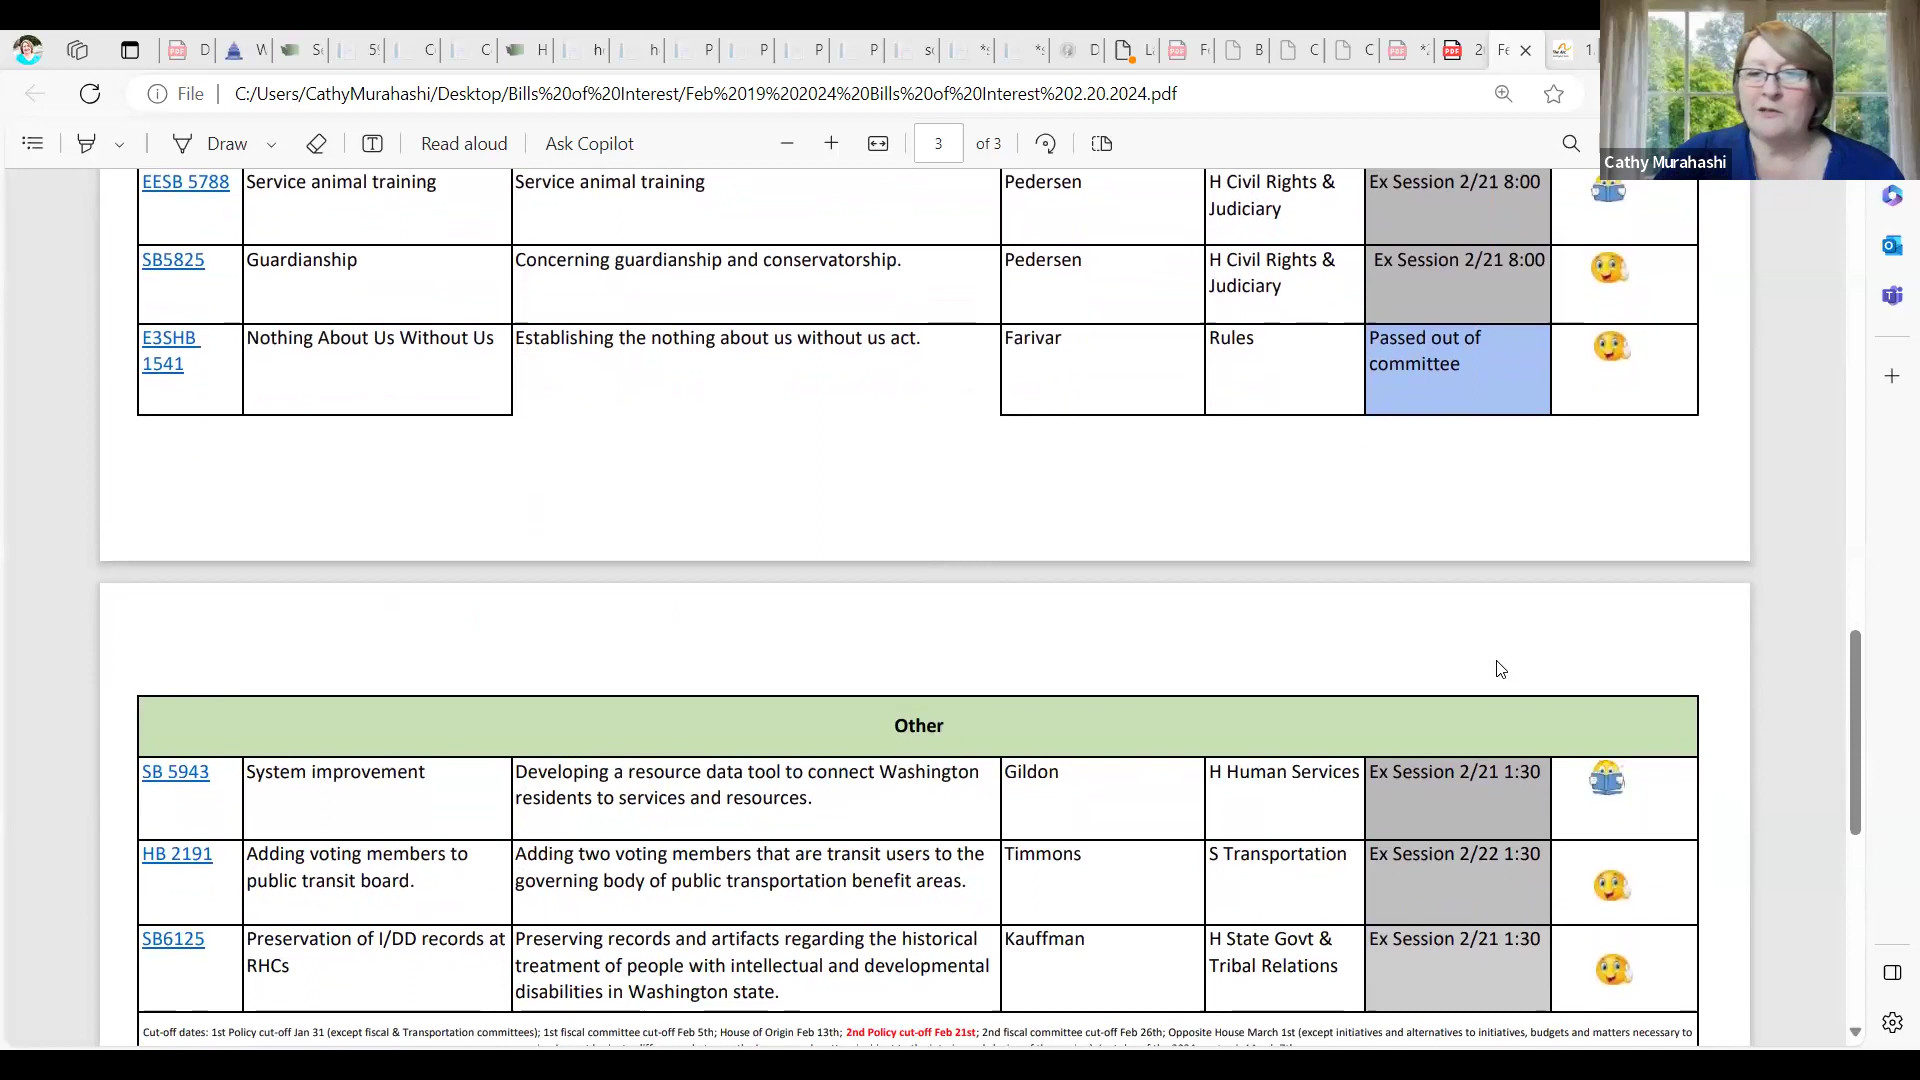 D
W
S
5
C
C
H
h
h
P
P
P
P
s
*s
*s
D
L
F
B
C
C
*2
2
Fe
1
File
C:/Users/CathyMurahashi/Desktop/Bills%20of%20Interest/Feb%2019%202024%20Bills%20of%20Interest%202.20.2024.pdf
Draw
Read aloud
Ask Copilot
3
of 3
Cathy Murahashi
EESB 5788
Service animal training
Service animal training
Pedersen
H Civil Rights &
Judiciary
Ex Session 2/21 8:00
SB5825
Guardianship
Concerning guardianship and conservatorship.
Pedersen
H Civil Rights &
Judiciary
Ex Session 2/21 8:00
E3SHB
1541
Nothing About Us Without Us
Establishing the nothing about us without us act.
Farivar
Rules
Passed out of
committee
Other
SB 5943
System improvement
Developing a resource data tool to connect Washington
residents to services and resources.
Gildon
H Human Services
Ex Session 2/21 1:30
HB 2191
Adding voting members to
public transit board.
Adding two voting members that are transit users to the
governing body of public transportation benefit areas.
Timmons
S Transportation
Ex Session 2/22 1:30
SB6125
Preservation of I/DD records at
RHCs
Preserving records and artifacts regarding the historical
treatment of people with intellectual and developmental
disabilities in Washington state.
Kauffman
H State Govt &
Tribal Relations
Ex Session 2/21 1:30
Cut-off dates: 1st Policy cut-off Jan 31 (except fiscal & Transportation committees); 1st fiscal committee cut-off Feb 5th; House of Origin Feb 13th; 2nd Policy cut-off Feb 21st; 2nd fiscal committee cut-off Feb 26th; Opposite House March 1st (except initiatives and alternatives to initiatives, budgets and matters necessary to